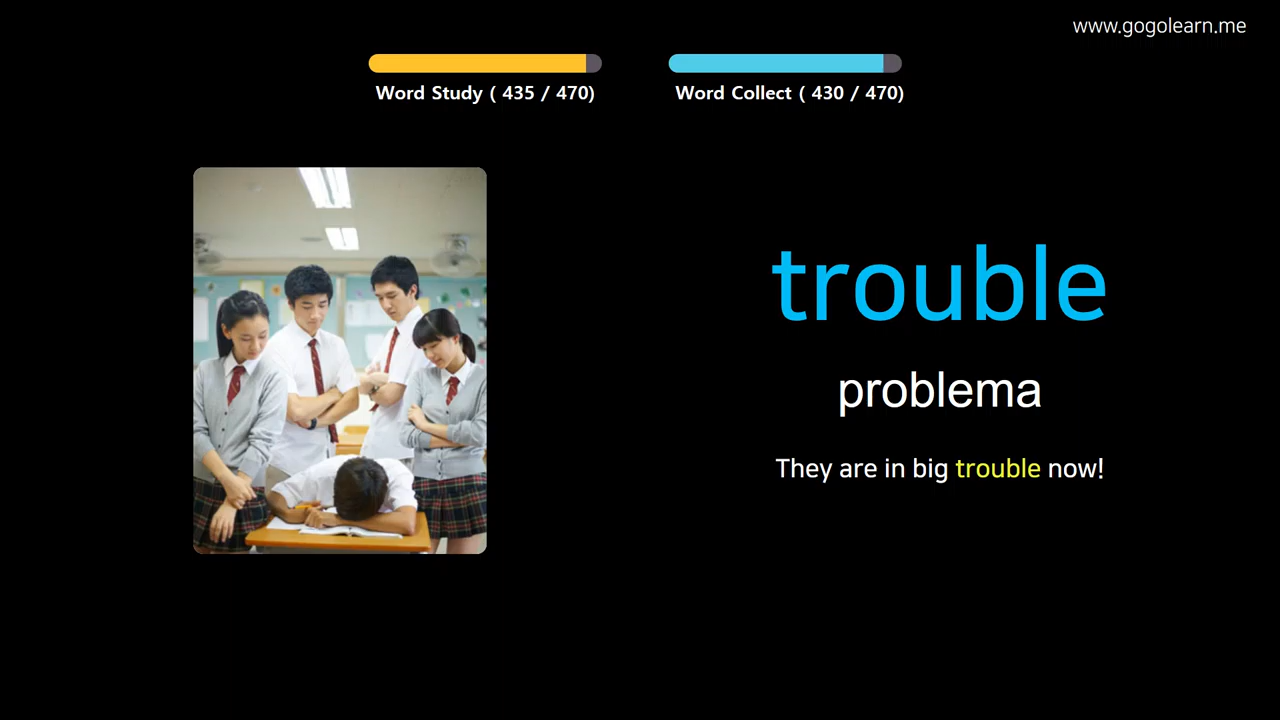 www.gogolearn.me
Word Study ( 435 / 470)
Word Collect ( 430 / 470)
trouble
problema
They are in big trouble now!